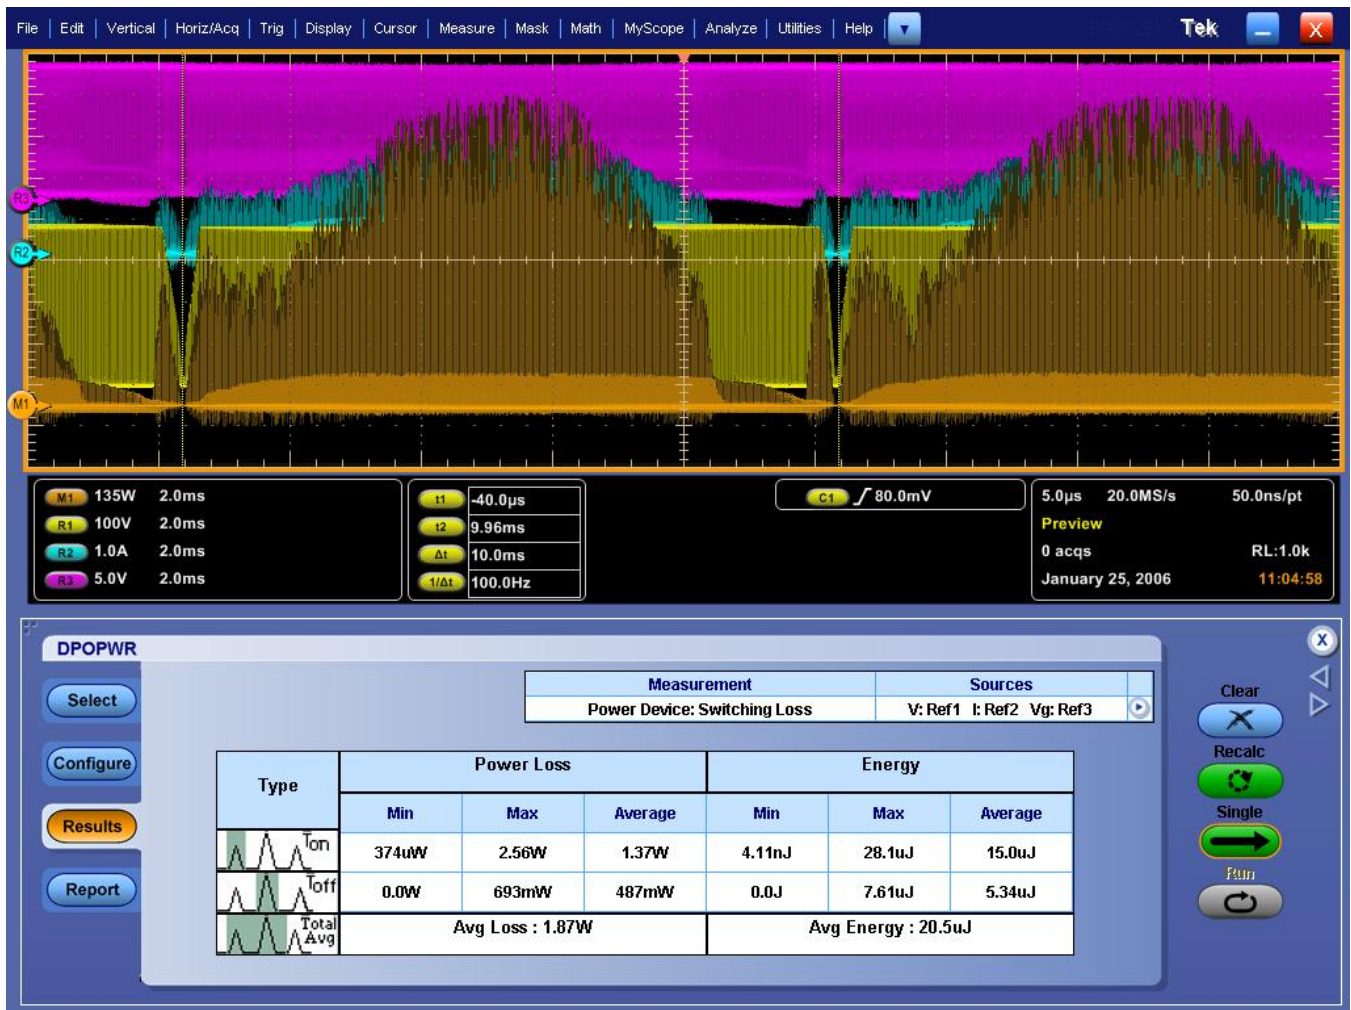 File | Edit | Vertical | Horiz/Acq | Trig | Display | Cursor | Measure | Mask | Math | MyScope | Analyze | Utilities | Help | Tek X
R3
R2
M1
M1 135W 2.0ms
R1 100V 2.0ms
R2 1.0A 2.0ms
R3 5.0V 2.0ms
t1 -40.0µs
t2 9.96ms
Δt 10.0ms
1/Δt 100.0Hz
C1 80.0mV
5.0µs 20.0MS/s 50.0ns/pt
Preview
0 acqs RL:1.0k
January 25, 2006 11:04:58
DPOPWR
Select
Configure
Results
Report
Measurement Sources
Power Device: Switching Loss V: Ref1 I: Ref2 Vg: Ref3
Type Power Loss Energy
Min Max Average Min Max Average
Ton 374uW 2.56W 1.37W 4.11nJ 28.1uJ 15.0uJ
Toff 0.0W 693mW 487mW 0.0J 7.61uJ 5.34uJ
Total Avg Avg Loss : 1.87W Avg Energy : 20.5uJ
X
Clear
Recalc
Single
Run